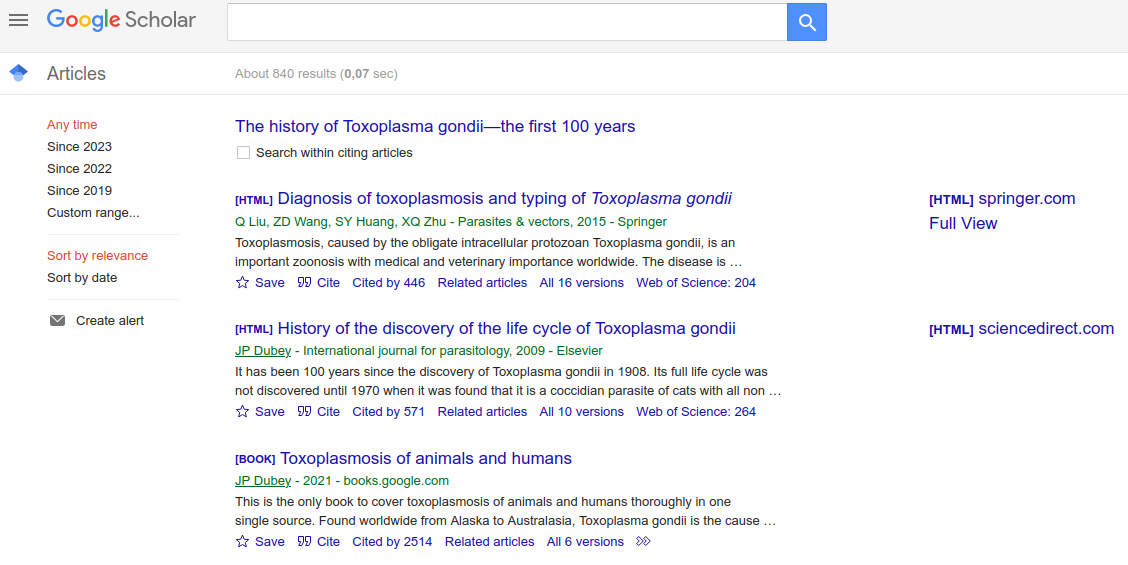 Google Scholar
Articles
About 840 results (0,07 sec)
Any time
Since 2023
Since 2022
Since 2019
Custom range...
Sort by relevance
Sort by date
Create alert
The history of Toxoplasma gondii—the first 100 years
Search within citing articles
[HTML] Diagnosis of toxoplasmosis and typing of Toxoplasma gondii
Q Liu, ZD Wang, SY Huang, XQ Zhu - Parasites & vectors, 2015 - Springer
Toxoplasmosis, caused by the obligate intracellular protozoan Toxoplasma gondii, is an
important zoonosis with medical and veterinary importance worldwide. The disease is …
Save Cite Cited by 446 Related articles All 16 versions Web of Science: 204
[HTML] springer.com
Full View
[HTML] History of the discovery of the life cycle of Toxoplasma gondii
JP Dubey - International journal for parasitology, 2009 - Elsevier
It has been 100 years since the discovery of Toxoplasma gondii in 1908. Its full life cycle was
not discovered until 1970 when it was found that it is a coccidian parasite of cats with all non …
Save Cite Cited by 571 Related articles All 10 versions Web of Science: 264
[HTML] sciencedirect.com
[BOOK] Toxoplasmosis of animals and humans
JP Dubey - 2021 - books.google.com
This is the only book to cover toxoplasmosis of animals and humans thoroughly in one
single source. Found worldwide from Alaska to Australasia, Toxoplasma gondii is the cause …
Save Cite Cited by 2514 Related articles All 6 versions